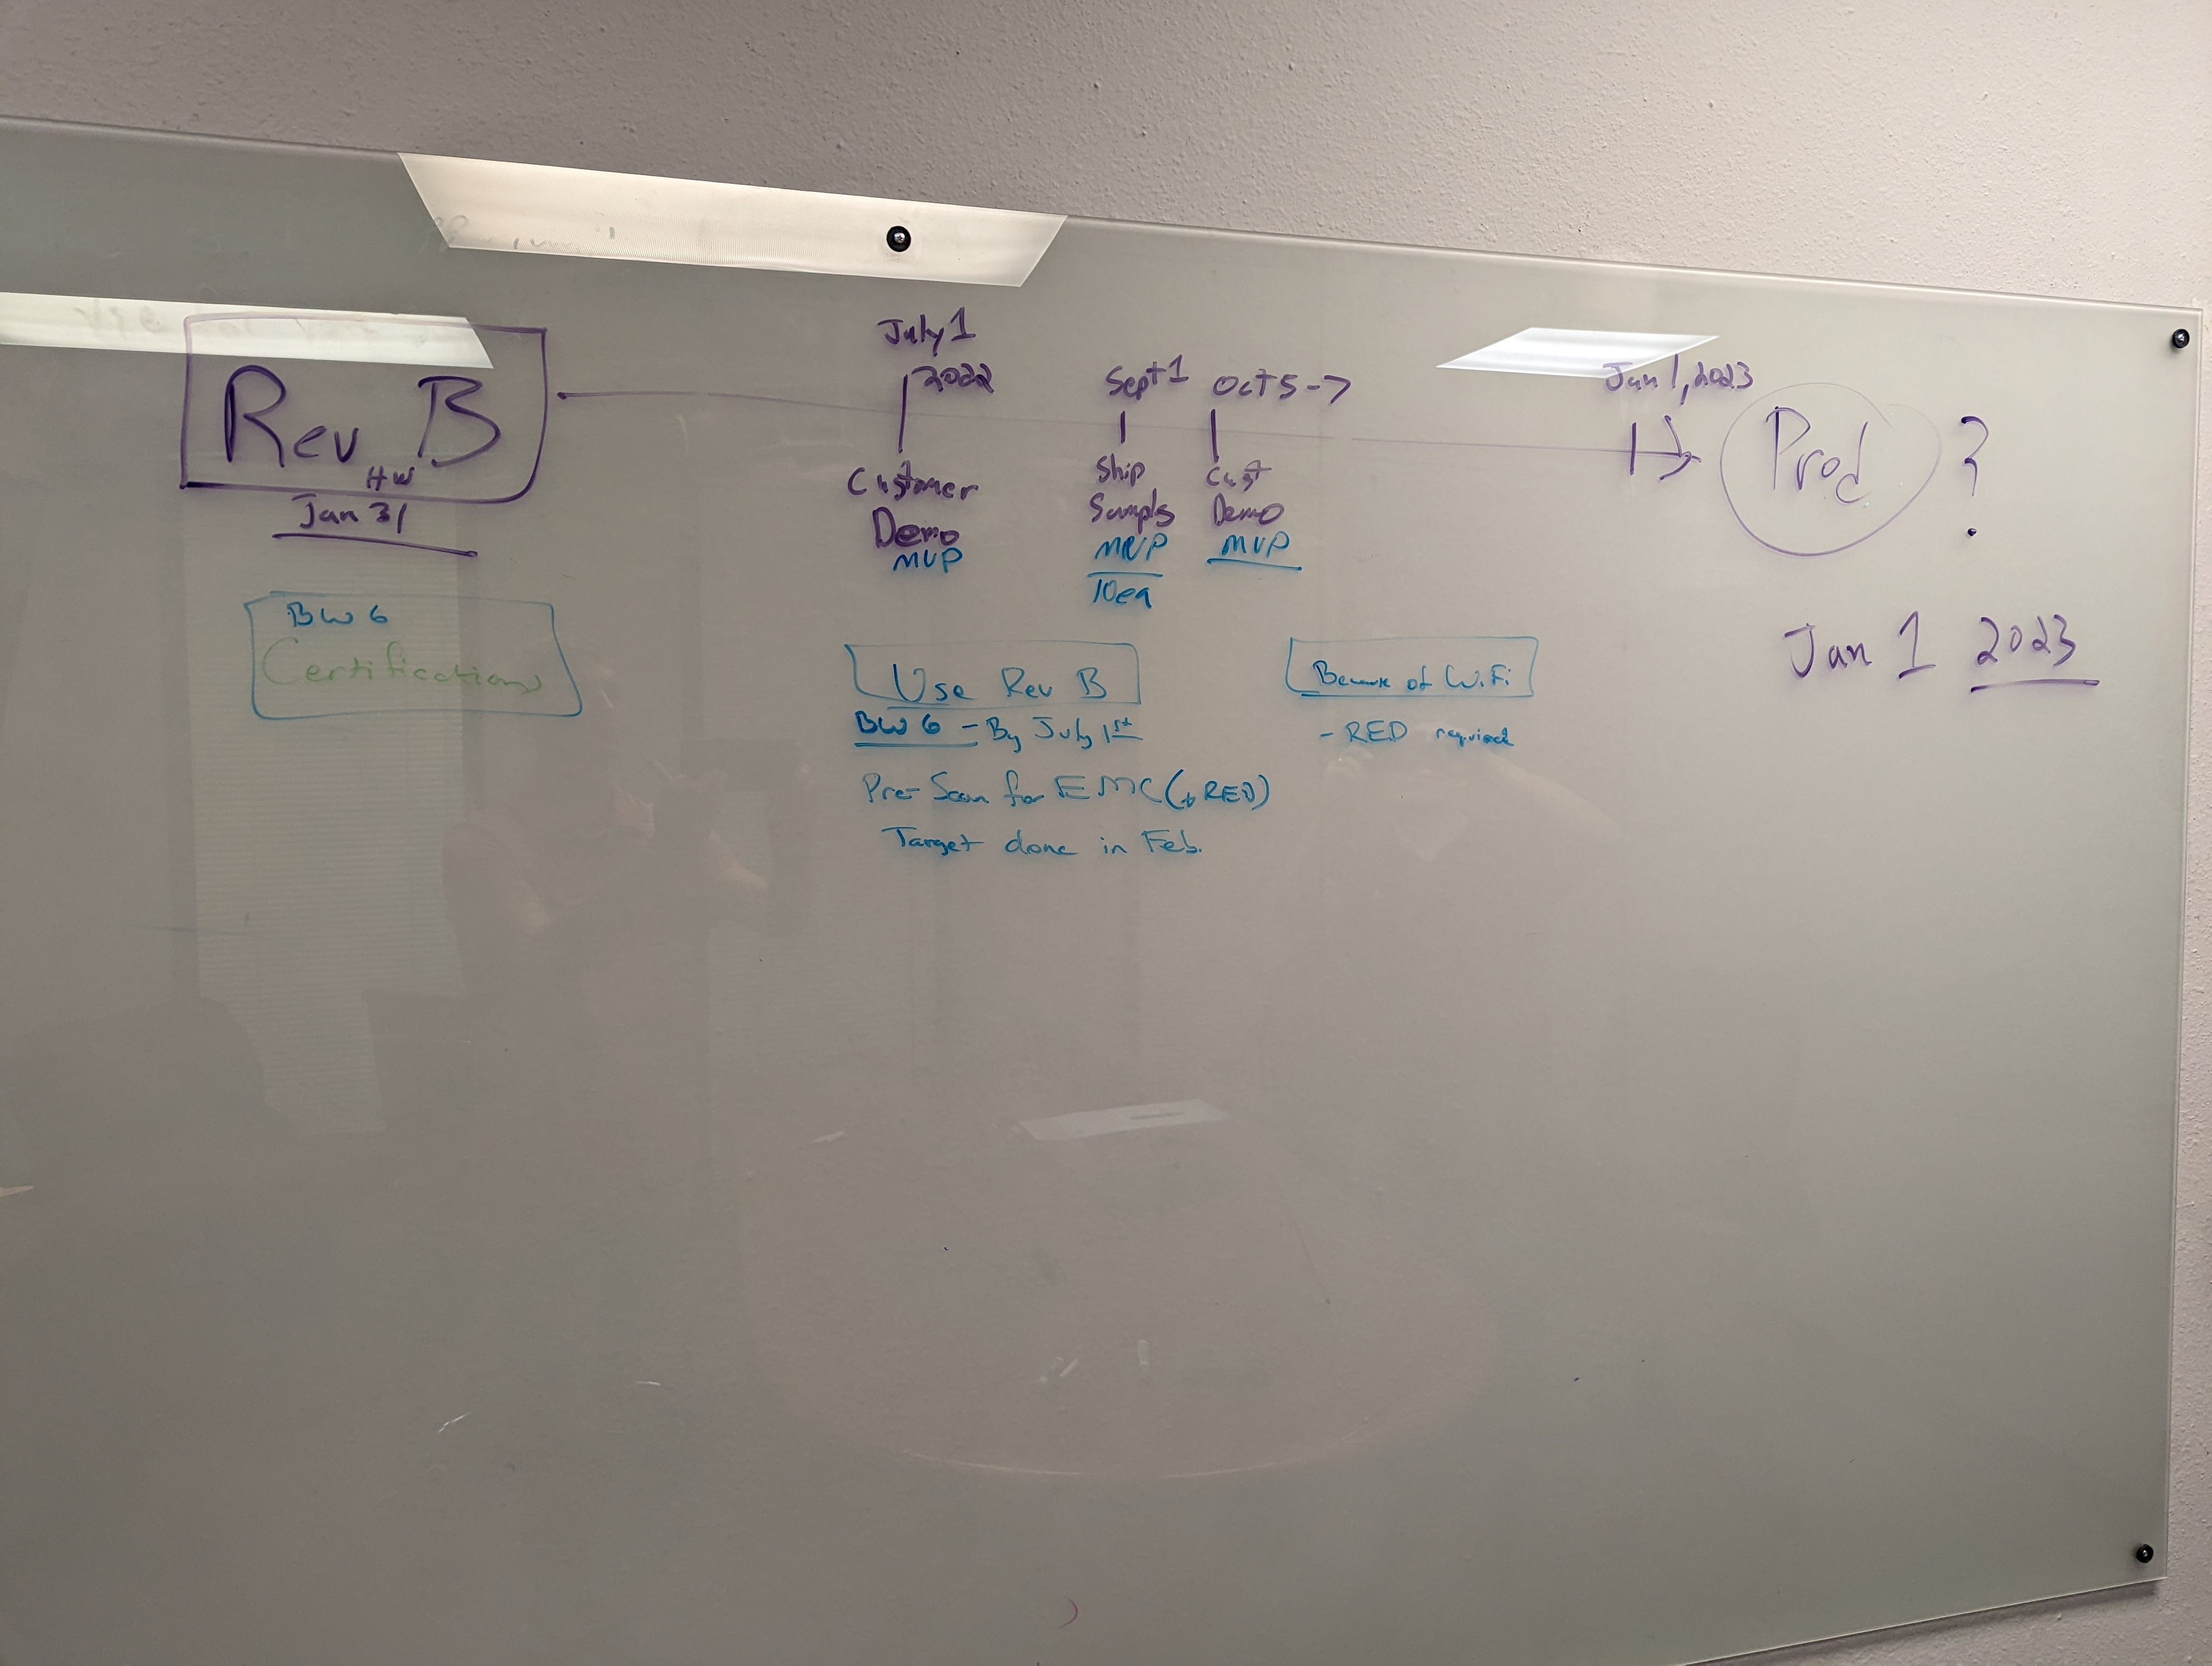 Rev B
HW
Jan 31
July 1
2022
Customer
Demo
MVP
Sept 1
Ship
Sampls
MVP
10ea
Oct 5-7
Cust
Demo
MVP
Jan 1, 2023
Prod ?
Jan 1 2023
BW 6
Certifications
Use Rev B
BW 6 - By July 1st
Pre-Scan for EMC (+ RED)
Target done in Feb.
Beware of WiFi
- RED required